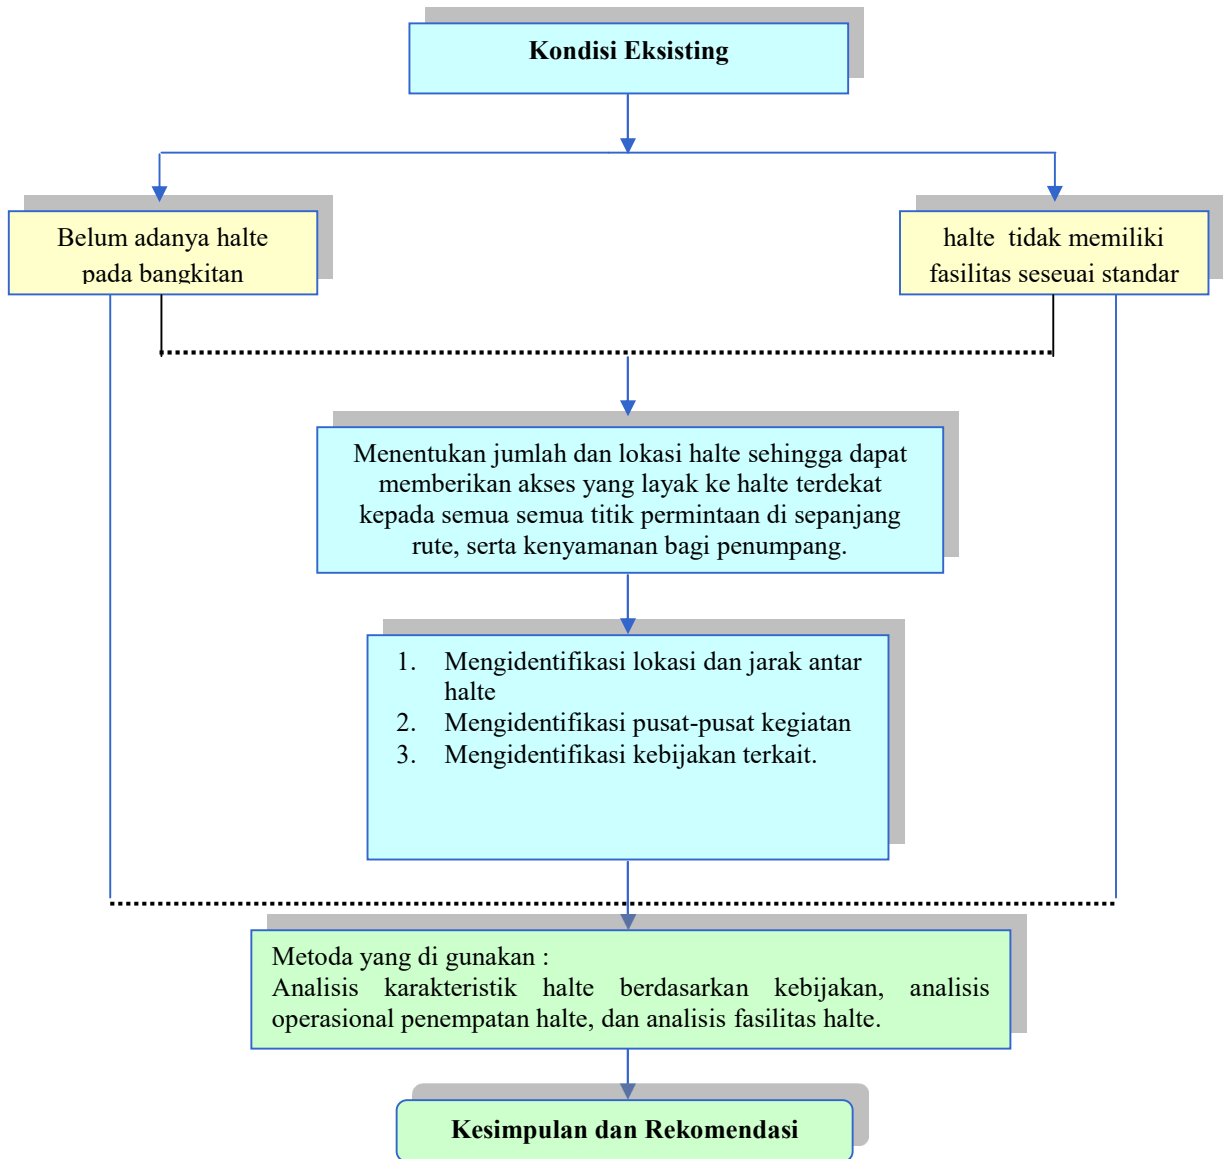 Kondisi Eksisting
Belum adanya halte
pada bangkitan
halte tidak memiliki
fasilitas seseuai standar
Menentukan jumlah dan lokasi halte sehingga dapat
memberikan akses yang layak ke halte terdekat
kepada semua semua titik permintaan di sepanjang
rute, serta kenyamanan bagi penumpang.
1. Mengidentifikasi lokasi dan jarak antar
halte
2. Mengidentifikasi pusat-pusat kegiatan
3. Mengidentifikasi kebijakan terkait.
Metoda yang di gunakan :
Analisis karakteristik halte berdasarkan kebijakan, analisis
operasional penempatan halte, dan analisis fasilitas halte.
Kesimpulan dan Rekomendasi